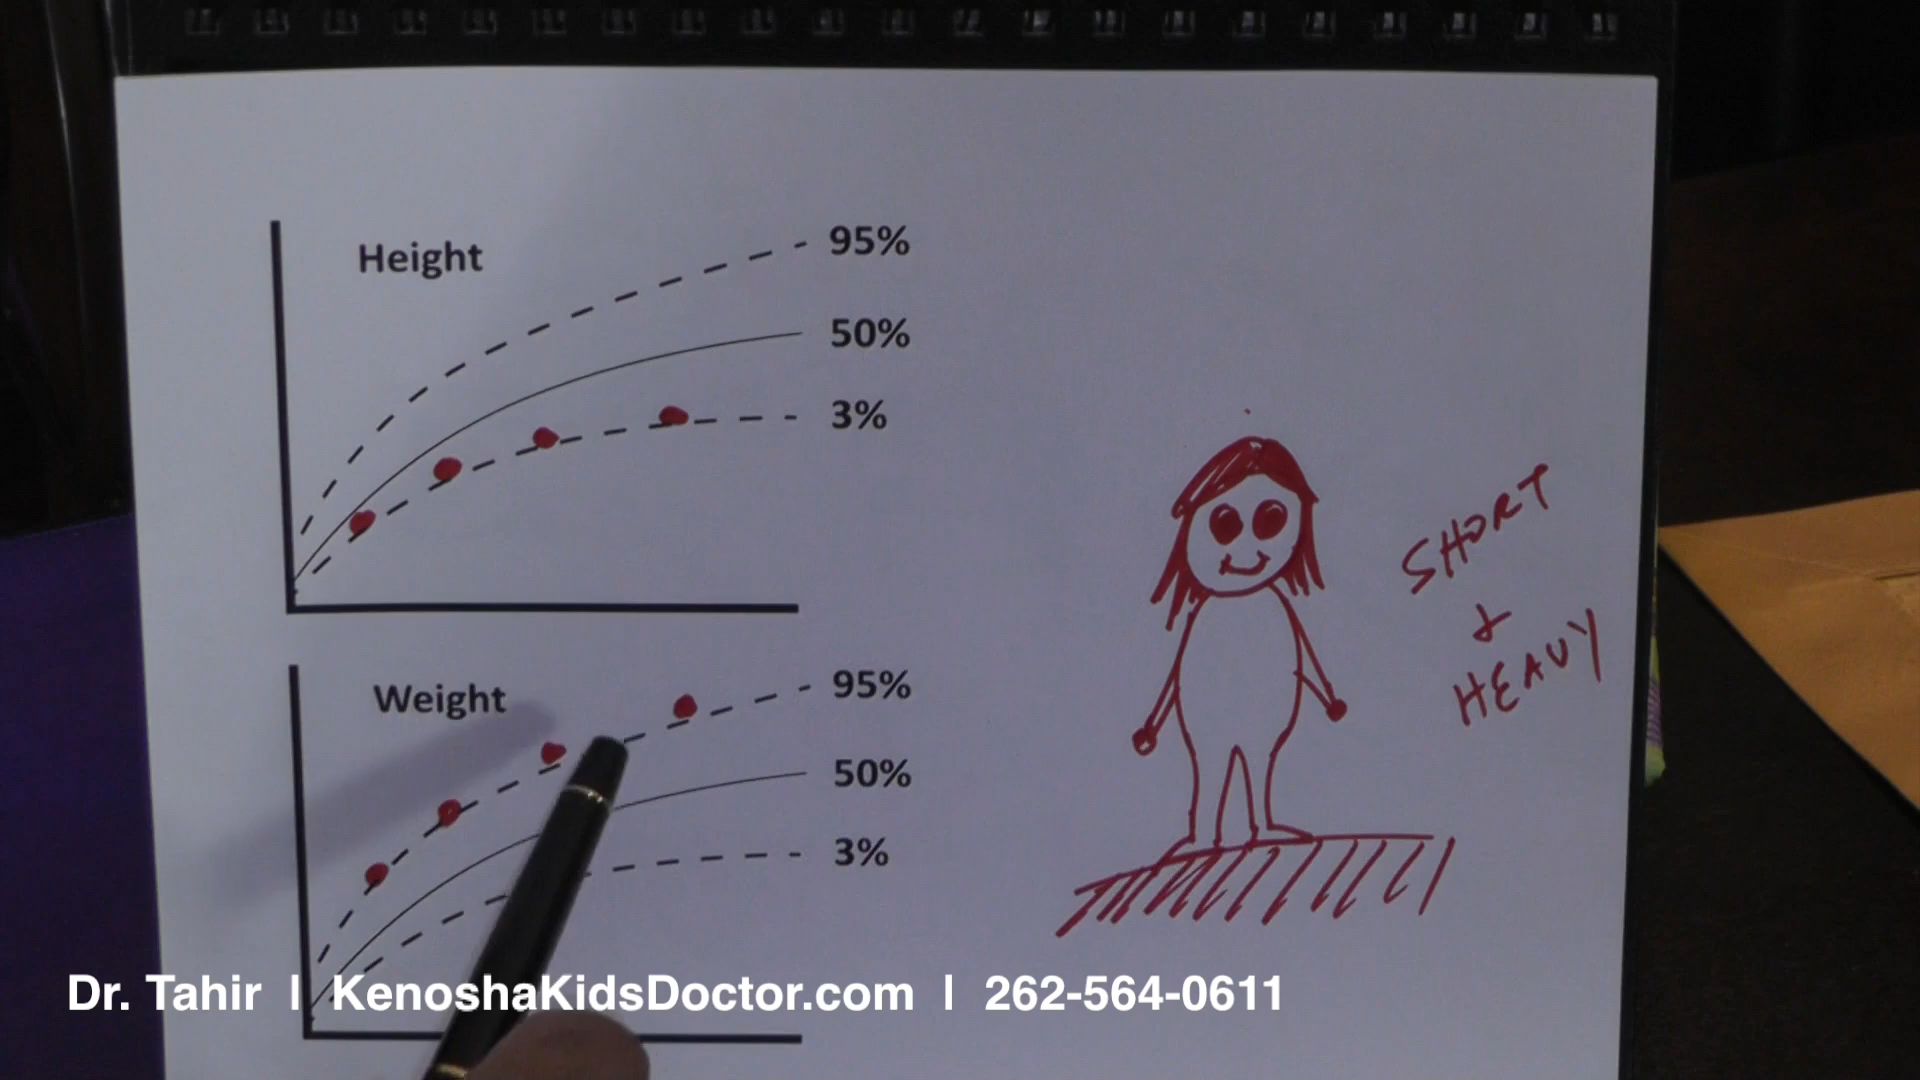 Height
95%
50%
3%
Weight
95%
50%
3%
SHORT
&
HEAVY
Dr. Tahir | KenoshaKidsDoctor.com | 262-564-0611